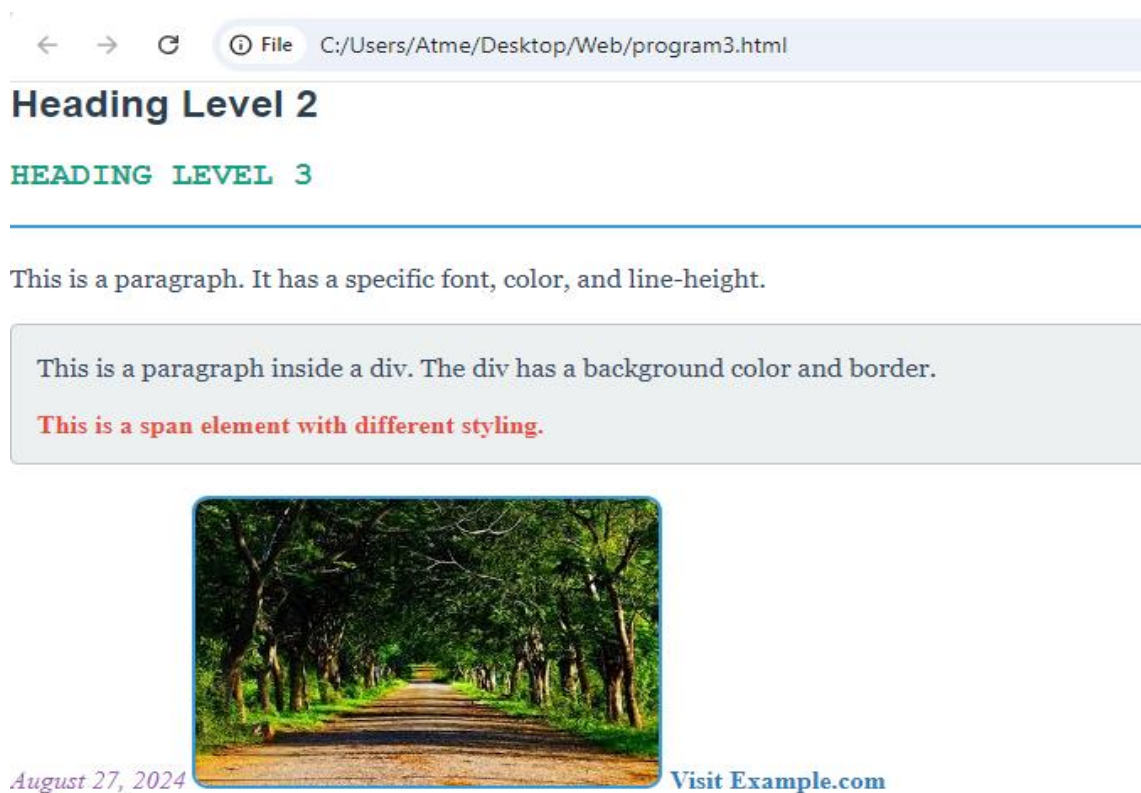 File C:/Users/Atme/Desktop/Web/program3.html
Heading Level 2
HEADING LEVEL 3
This is a paragraph. It has a specific font, color, and line-height.
This is a paragraph inside a div. The div has a background color and border.
This is a span element with different styling.
August 27, 2024 Visit Example.com